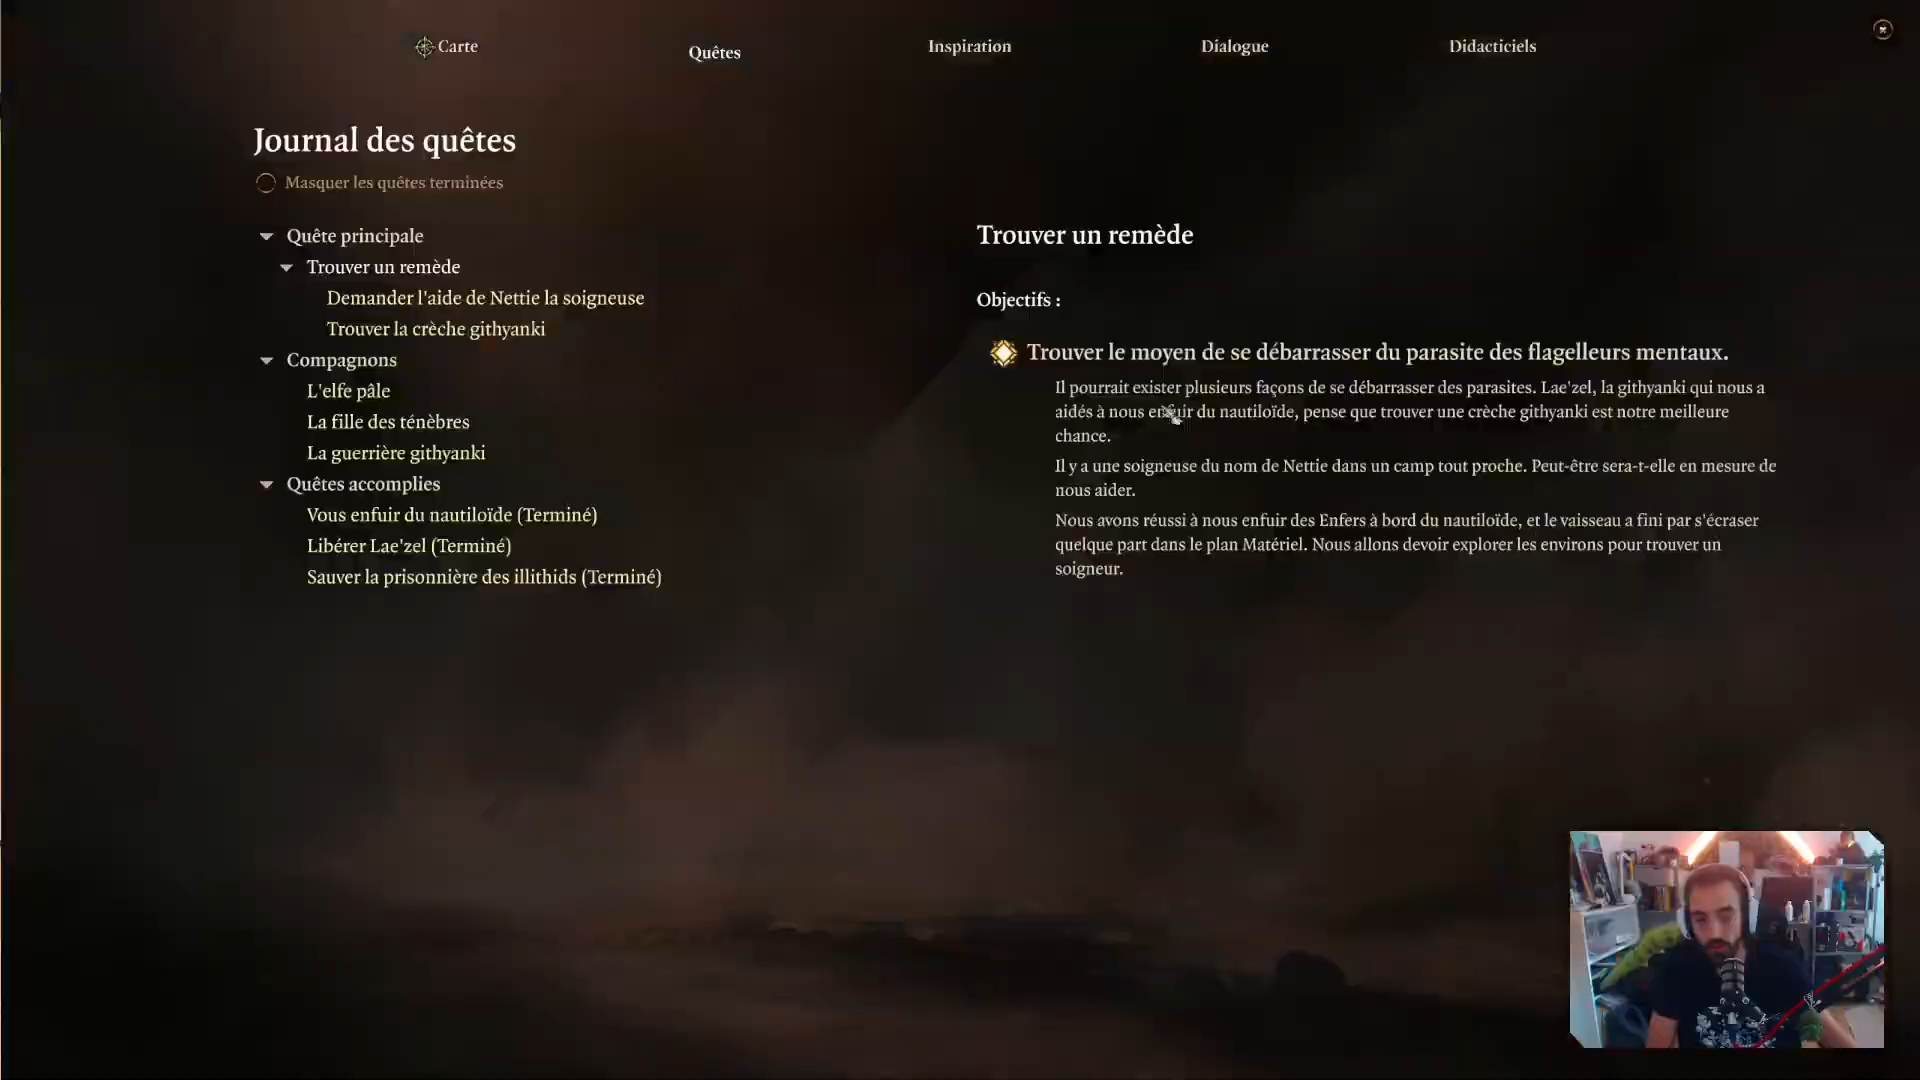 Carte
Quêtes
Inspiration
Dialogue
Didacticiels
Journal des quêtes
Masquer les quêtes terminées
Quête principale
Trouver un remède
Demander l'aide de Nettie la soigneuse
Trouver la crèche githyanki
Compagnons
L'elfe pâle
La fille des ténèbres
La guerrière githyanki
Quêtes accomplies
Vous enfuir du nautiloïde (Terminé)
Libérer Lae'zel (Terminé)
Sauver la prisonnière des illithids (Terminé)
Trouver un remède
Objectifs :
Trouver le moyen de se débarrasser du parasite des flagelleurs mentaux.
Il pourrait exister plusieurs façons de se débarrasser des parasites. Lae'zel, la githyanki qui nous a
aidés à nous enfuir du nautiloïde, pense que trouver une crèche githyanki est notre meilleure
chance.
Il y a une soigneuse du nom de Nettie dans un camp tout proche. Peut-être sera-t-elle en mesure de
nous aider.
Nous avons réussi à nous enfuir des Enfers à bord du nautiloïde, et le vaisseau a fini par s'écraser
quelque part dans le plan Matériel. Nous allons devoir explorer les environs pour trouver un
soigneur.